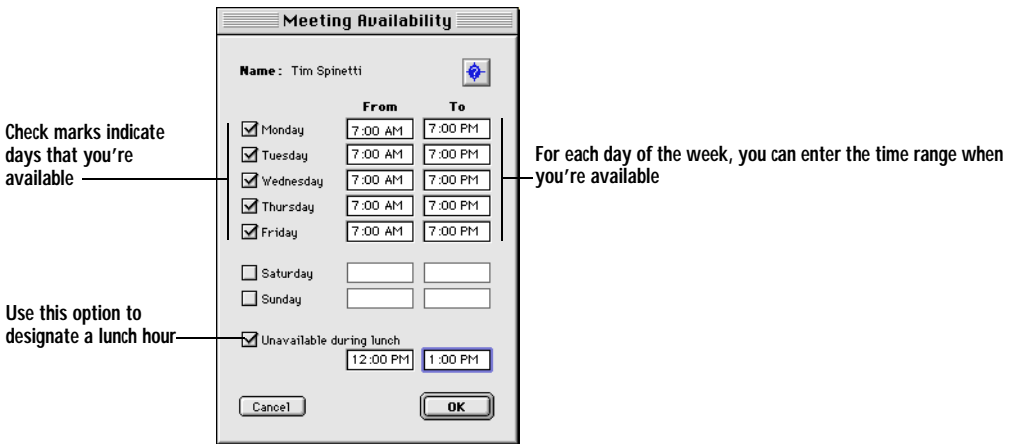 Meeting Availability
Name: Tim Spinetti
From To
Check marks indicate
days that you're
available
Monday 7:00 AM 7:00 PM
Tuesday 7:00 AM 7:00 PM
Wednesday 7:00 AM 7:00 PM
Thursday 7:00 AM 7:00 PM
Friday 7:00 AM 7:00 PM
For each day of the week, you can enter the time range when
you're available
Saturday
Sunday
Use this option to
designate a lunch hour
Unavailable during lunch
12:00 PM 1:00 PM
Cancel OK